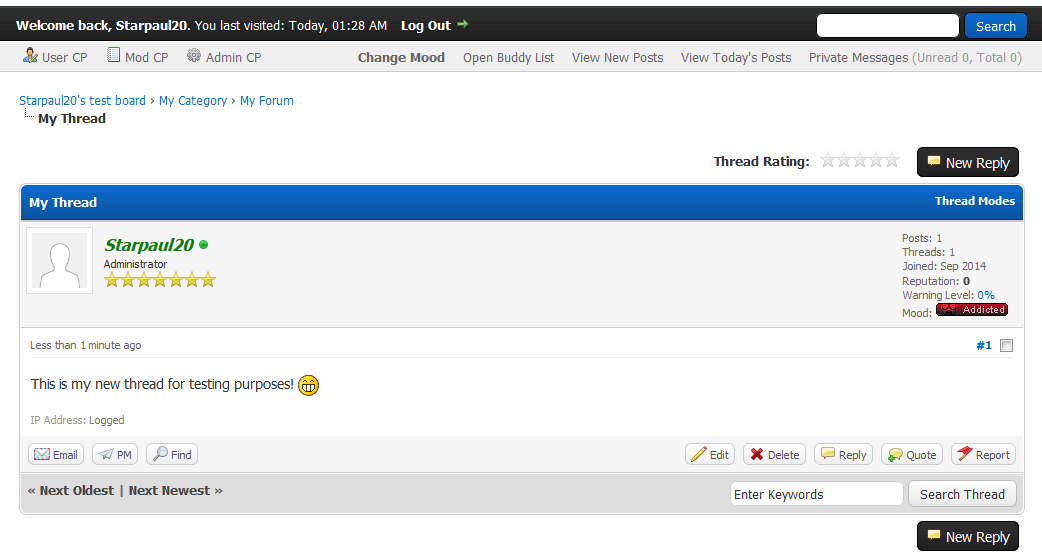 Welcome back, Starpaul20. You last visited: Today, 01:28 AM Log Out Search
User CP Mod CP Admin CP Change Mood Open Buddy List View New Posts View Today's Posts Private Messages (Unread 0, Total 0)
Starpaul20's test board › My Category › My Forum
My Thread
Thread Rating: New Reply
My Thread Thread Modes
Starpaul20
Administrator
Posts: 1
Threads: 1
Joined: Sep 2014
Reputation: 0
Warning Level: 0%
Mood: Addicted
Less than 1 minute ago #1
This is my new thread for testing purposes!
IP Address: Logged
Email PM Find Edit Delete Reply Quote Report
« Next Oldest | Next Newest » Enter Keywords Search Thread
New Reply